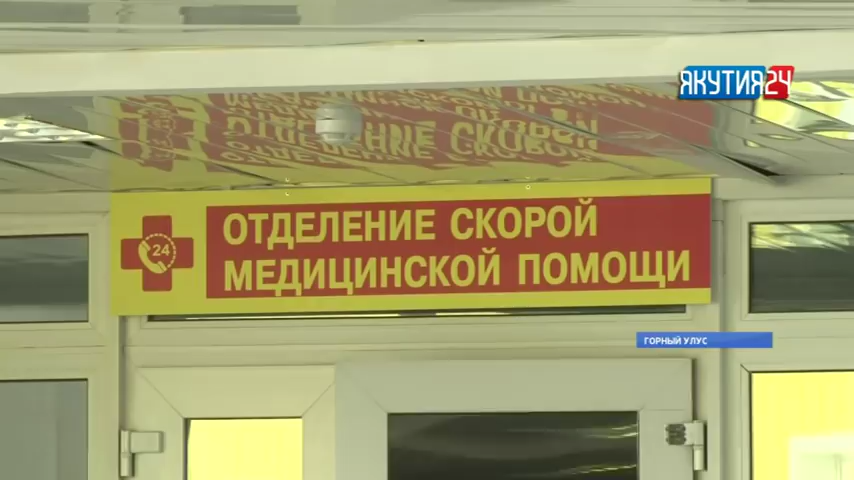 ЯКУТИЯ24
24
ОТДЕЛЕНИЕ СКОРОЙ
МЕДИЦИНСКОЙ ПОМОЩИ
ГОРНЫЙ УЛУС